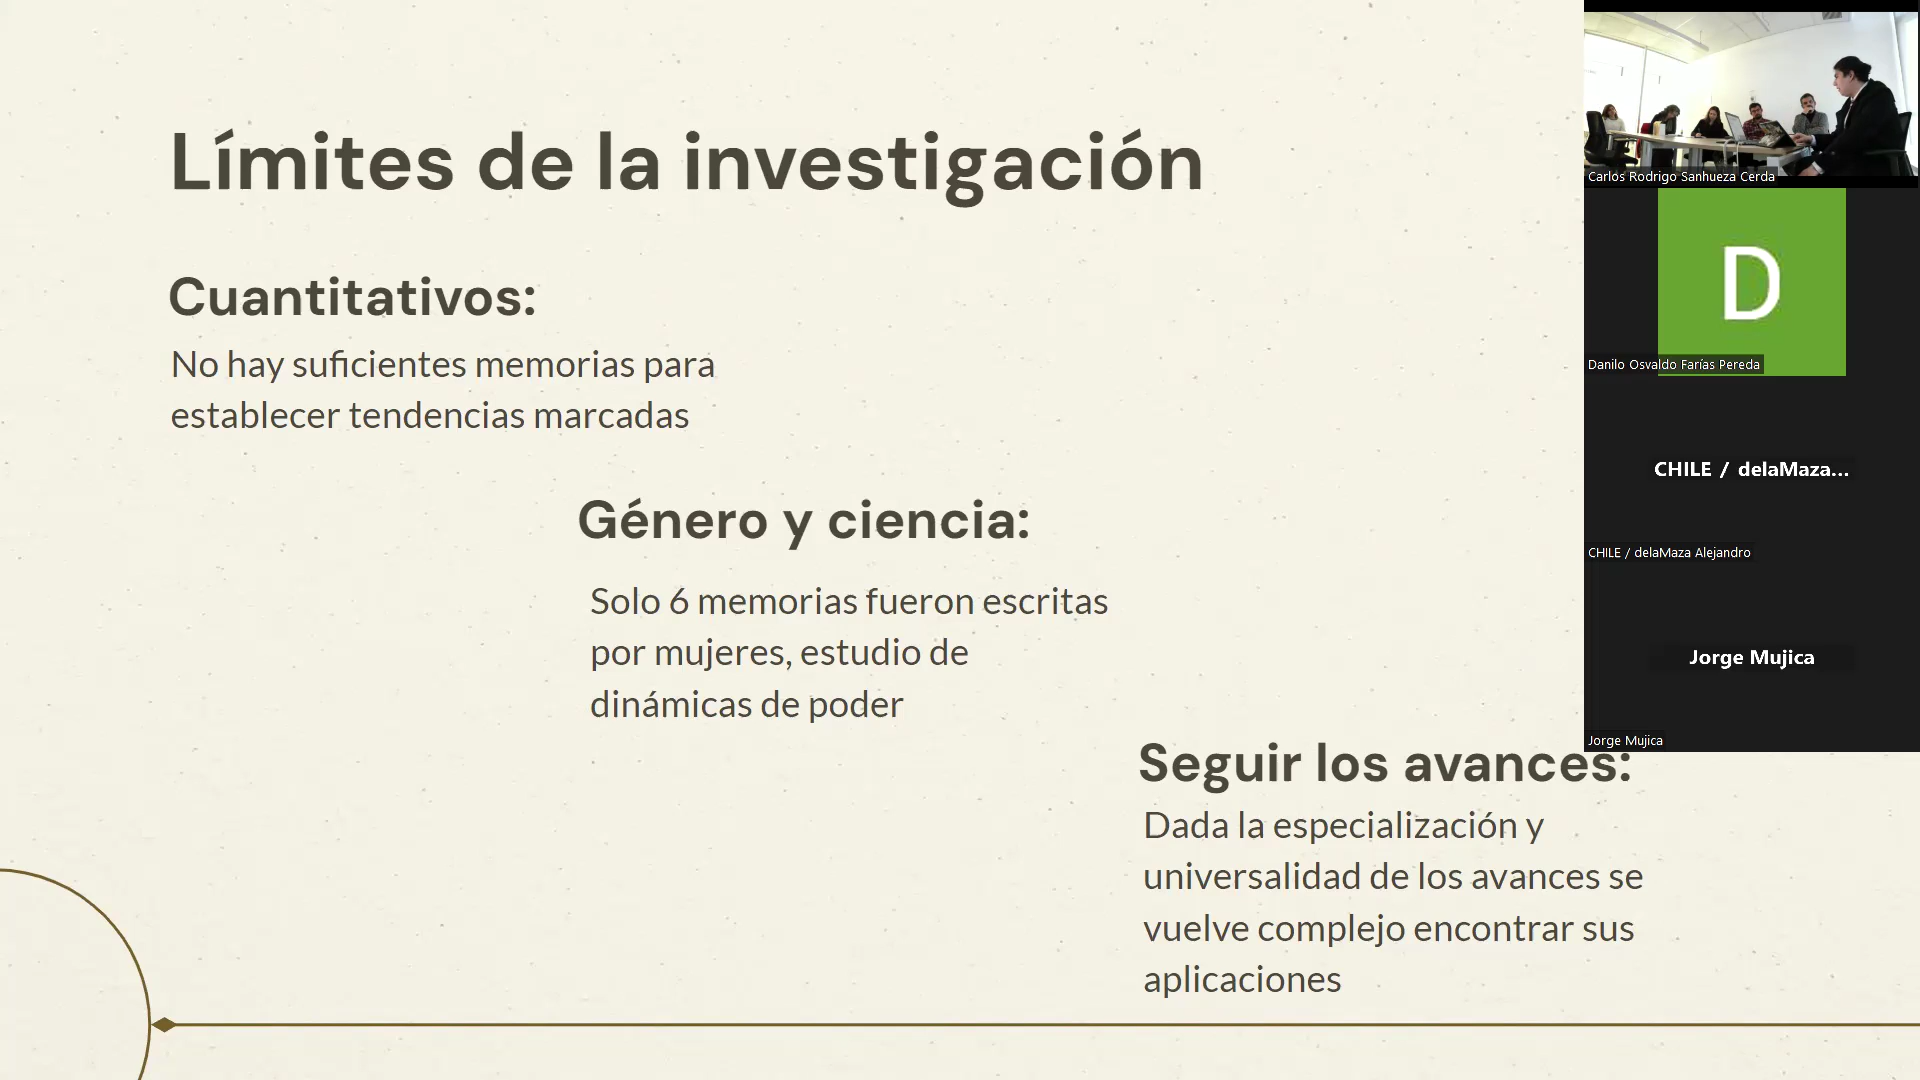 Límites de la investigación
Cuantitativos:
No hay suficientes memorias para
establecer tendencias marcadas
Género y ciencia:
Solo 6 memorias fueron escritas
por mujeres, estudio de
dinámicas de poder
Seguir los avances:
Dada la especialización y
universalidad de los avances se
vuelve complejo encontrar sus
aplicaciones
Carlos Rodrigo Sanhueza Cerda
D
Danilo Osvaldo Farías Pereda
CHILE / delaMaza...
CHILE / delaMaza Alejandro
Jorge Mujica
Jorge Mujica